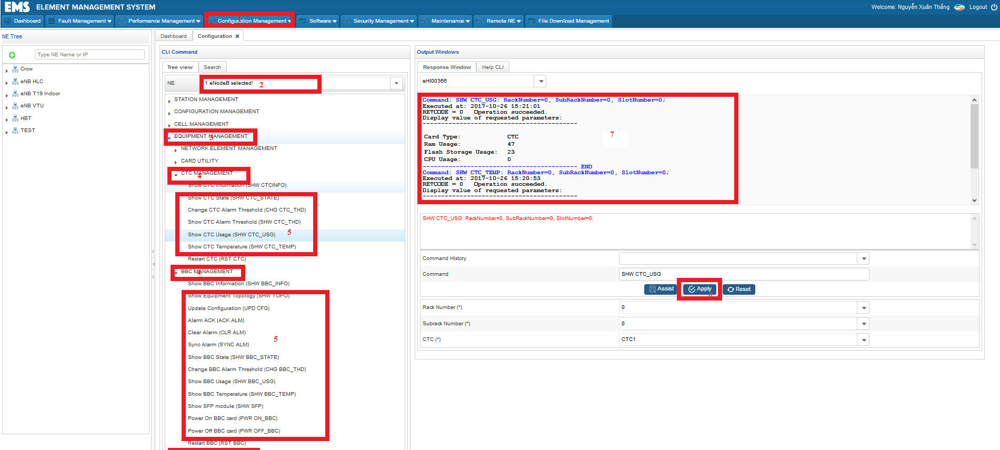 EMS ELEMENT MANAGEMENT SYSTEM
Welcome: Nguyễn Xuân Thắng Logout
Dashboard Fault Management Performance Management Configuration Management Software Security Management Maintenance Remote NE File Download Management
1
NE Tree
Type NE Name or IP
Crow
eNB HLC
eNB T19 Indoor
eNB VTU
HBT
TEST
Dashboard Configuration
CLI Command
Tree view Search
NE 1 eNodeB selected! 2
STATION MANAGEMENT
CONFIGURATION MANAGEMENT
CELL MANAGEMENT
EQUIPMENT MANAGEMENT
3
NETWORK ELEMENT MANAGEMENT
CARD UTILITY
CTC MANAGEMENT
4
Show CTC Information (SHW CTCINFO)
Show CTC State (SHW CTC_STATE)
Change CTC Alarm Threshold (CHG CTC_THD)
Show CTC Alarm Threshold (SHW CTC_THD)
Show CTC Usage (SHW CTC_USG) 5
Show CTC Temperature (SHW CTC_TEMP)
Restart CTC (RST CTC)
BBC MANAGEMENT
4
Show BBC Information (SHW BBC_INFO)
Show Equipment Topology (SHW TOPO)
Update Configuration (UPD CFG)
Alarm ACK (ACK ALM)
Clear Alarm (CLR ALM)
5
Sync Alarm (SYNC ALM)
Show BBC State (SHW BBC_STATE)
Change BBC Alarm Threshold (CHG BBC_THD)
Show BBC Usage (SHW BBC_USG)
Show BBC Temperature (SHW BBC_TEMP)
Show SFP module (SHW SFP)
Power On BBC card (PWR ON_BBC)
Power Off BBC card (PWR OFF_BBC)
Restart BBC (RST BBC)
Output Windows
Response Window Help CLI
eHI00366
Command: SHW CTC_USG: RackNumber=0, SubRackNumber=0, SlotNumber=0;
Executed at: 2017-10-26 15:21:01
RETCODE = 0 Operation succeeded.
Display value of requested parameters:
------------------------------------------
7
Card Type: CTC
Ram Usage: 47
Flash Storage Usage: 23
CPU Usage: 0
------------------------------------------ END
Command: SHW CTC_TEMP: RackNumber=0, SubRackNumber=0, SlotNumber=0;
Executed at: 2017-10-26 15:20:53
RETCODE = 0 Operation succeeded.
Display value of requested parameters:
------------------------------------------
SHW CTC_USG: RackNumber=0, SubRackNumber=0, SlotNumber=0;
Command History
Command SHW CTC_USG
Assist Apply Reset
6
Rack Number (*) 0
Subrack Number (*) 0
CTC (*) CTC1